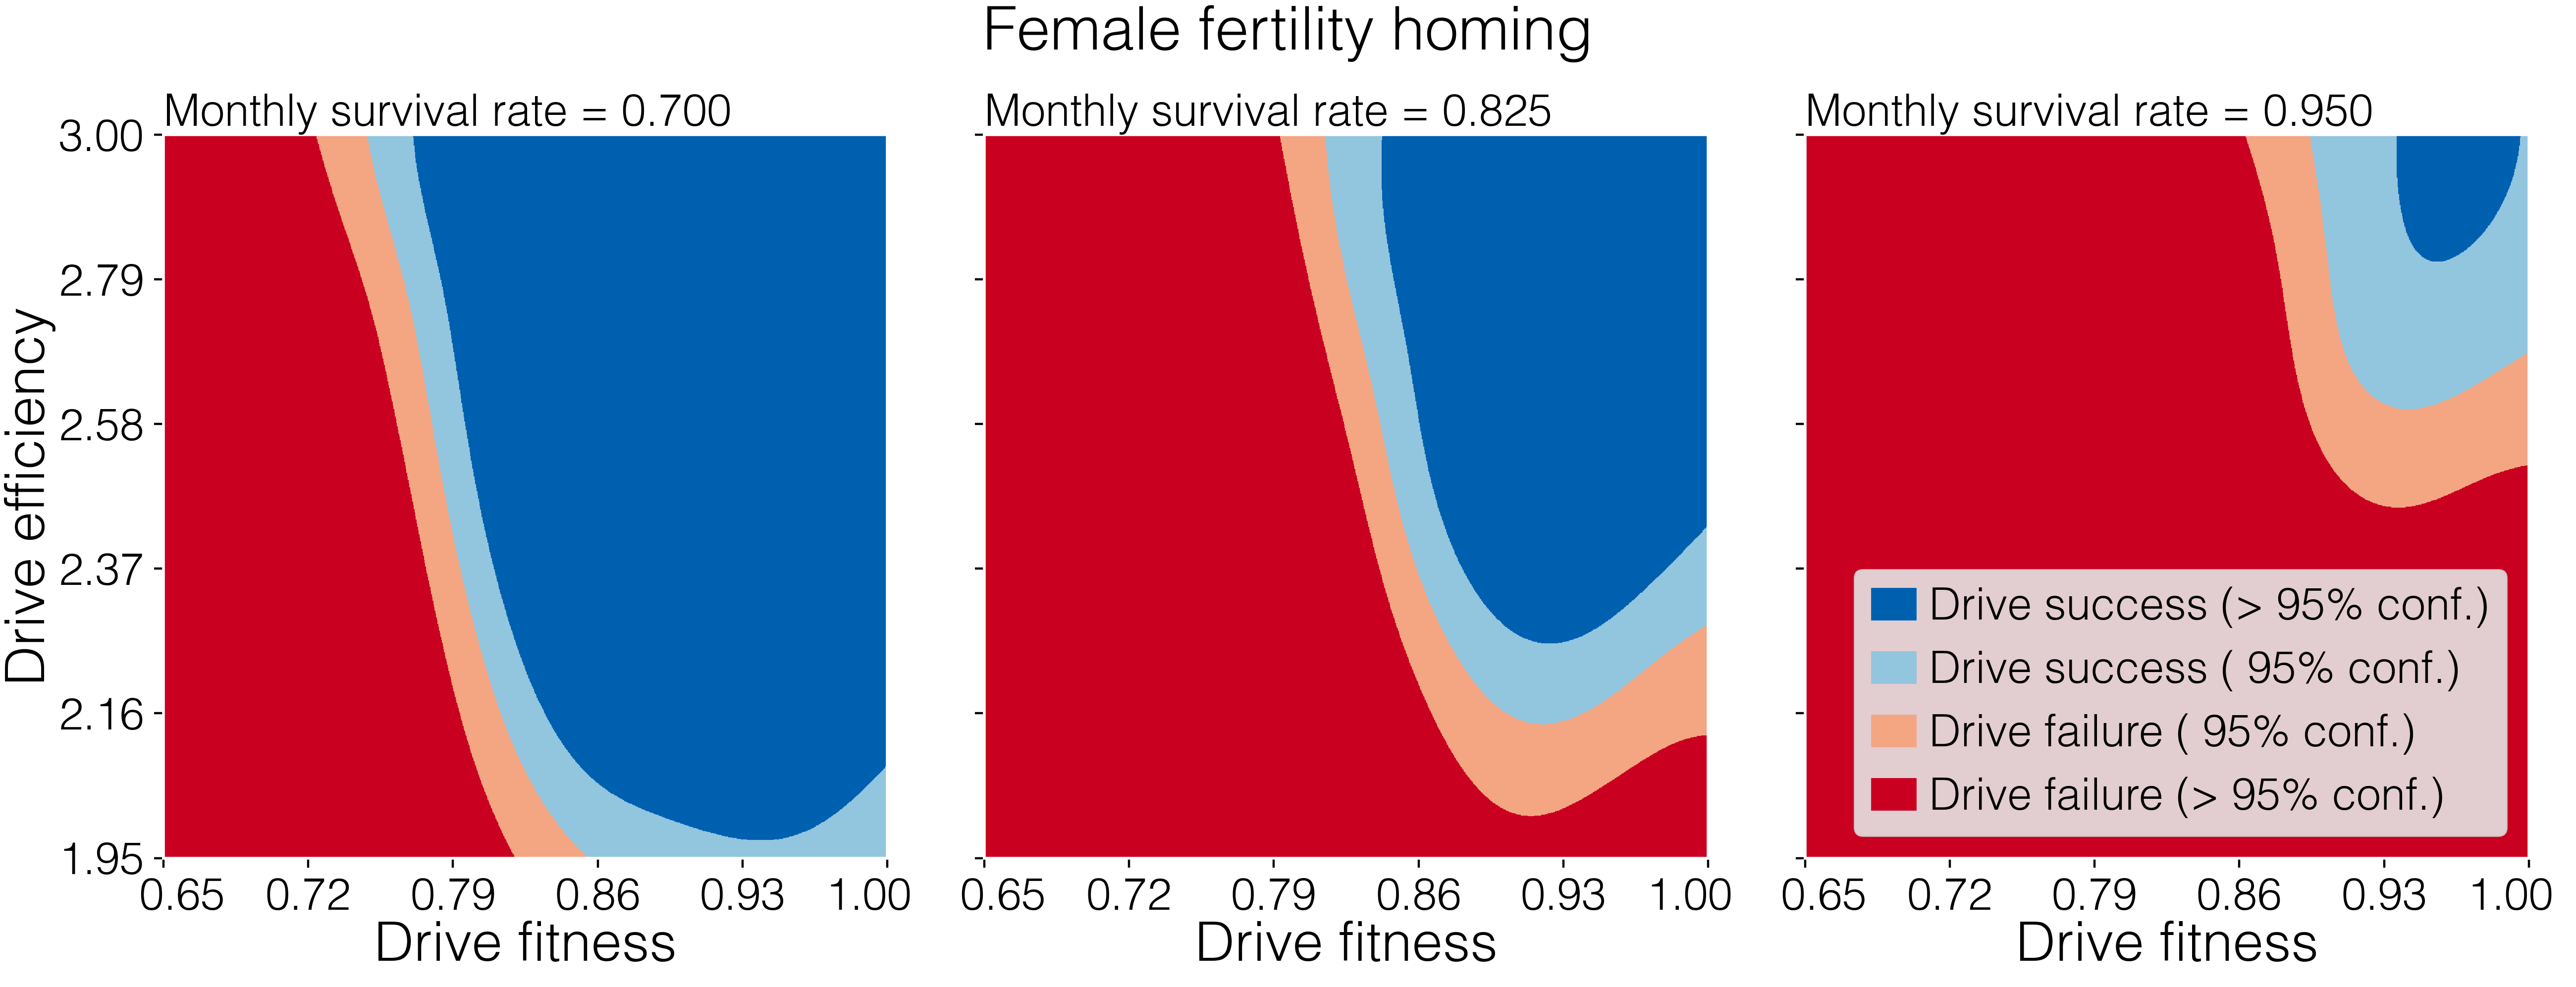 Female fertility homing
Monthly survival rate = 0.700
Monthly survival rate = 0.825
Monthly survival rate = 0.950
Drive efficiency
3.00
2.79
2.58
2.37
2.16
1.95
0.65 0.72 0.79 0.86 0.93 1.00
Drive fitness
0.65 0.72 0.79 0.86 0.93 1.00
Drive fitness
Drive success (> 95% conf.)
Drive success ( 95% conf.)
Drive failure ( 95% conf.)
Drive failure (> 95% conf.)
0.65 0.72 0.79 0.86 0.93 1.00
Drive fitness